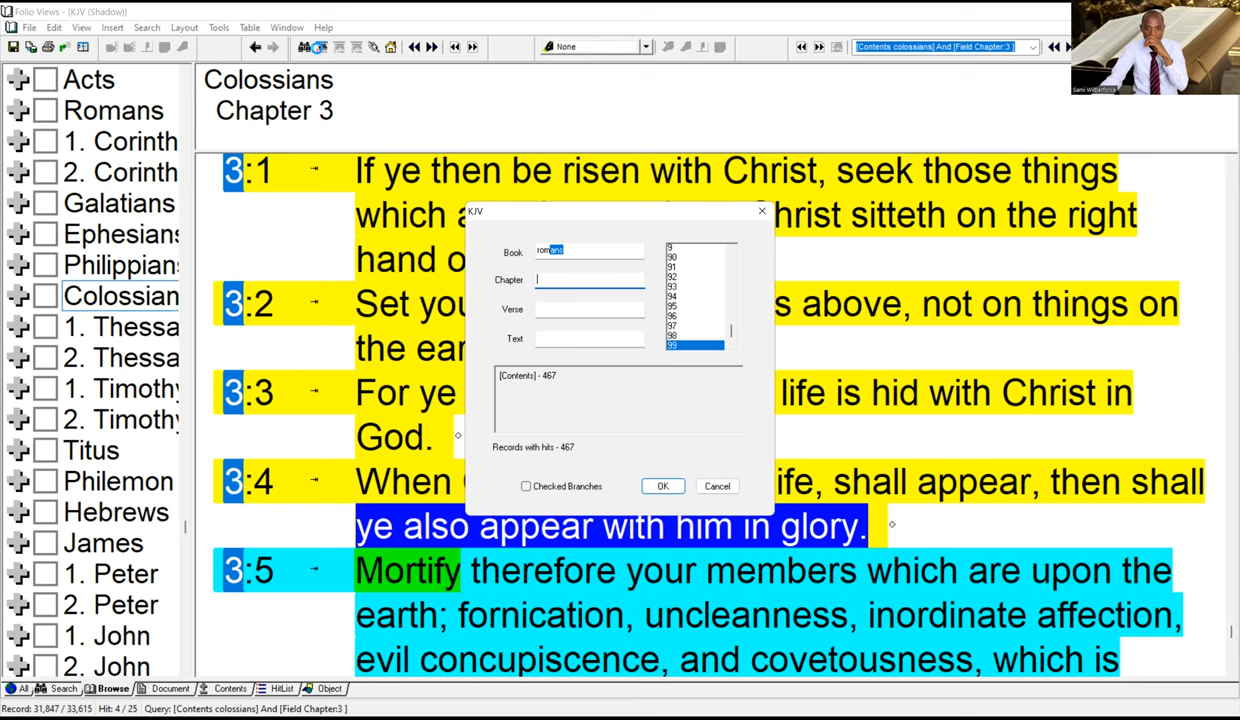 Folio Views - [KJV (Shadow)]
File Edit View Insert Search Layout Tools Table Window Help
None
[Contents colossians] And [Field Chapter:3 ]
Sami Wilberforce
Acts
Romans
1. Corinth
2. Corinth
Galatians
Ephesians
Philippians
Colossian
1. Thessa
2. Thessa
1. Timothy
2. Timothy
Titus
Philemon
Hebrews
James
1. Peter
2. Peter
1. John
2. John
Colossians
Chapter 3
3:1 If ye then be risen with Christ, seek those things
which a Christ sitteth on the right
hand o
3:2 Set you s above, not on things on
the ear
3:3 For ye life is hid with Christ in
God.
3:4 When ife, shall appear, then shall
ye also appear with him in glory.
3:5 Mortify therefore your members which are upon the
earth; fornication, uncleanness, inordinate affection,
evil concupiscence, and covetousness, which is
KJV
Book romans
Chapter
Verse
Text
9
90
91
92
93
94
95
96
97
98
99
[Contents] - 467
Records with hits - 467
Checked Branches OK Cancel
All Search Browse Document Contents HitList Object
Record: 31,847 / 33,615 Hit: 4 / 25 Query: [Contents colossians] And [Field Chapter:3 ]